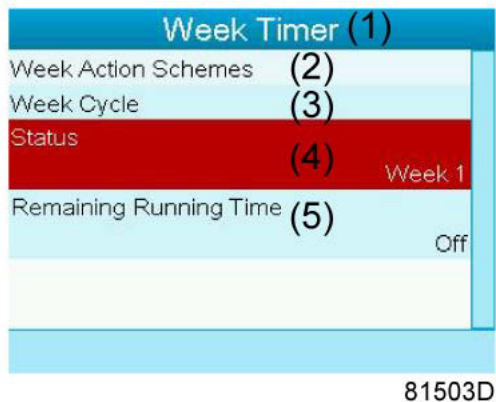 Week Timer (1)
Week Action Schemes (2)
Week Cycle (3)
Status (4)
Week 1
Remaining Running Time (5)
Off
81503D